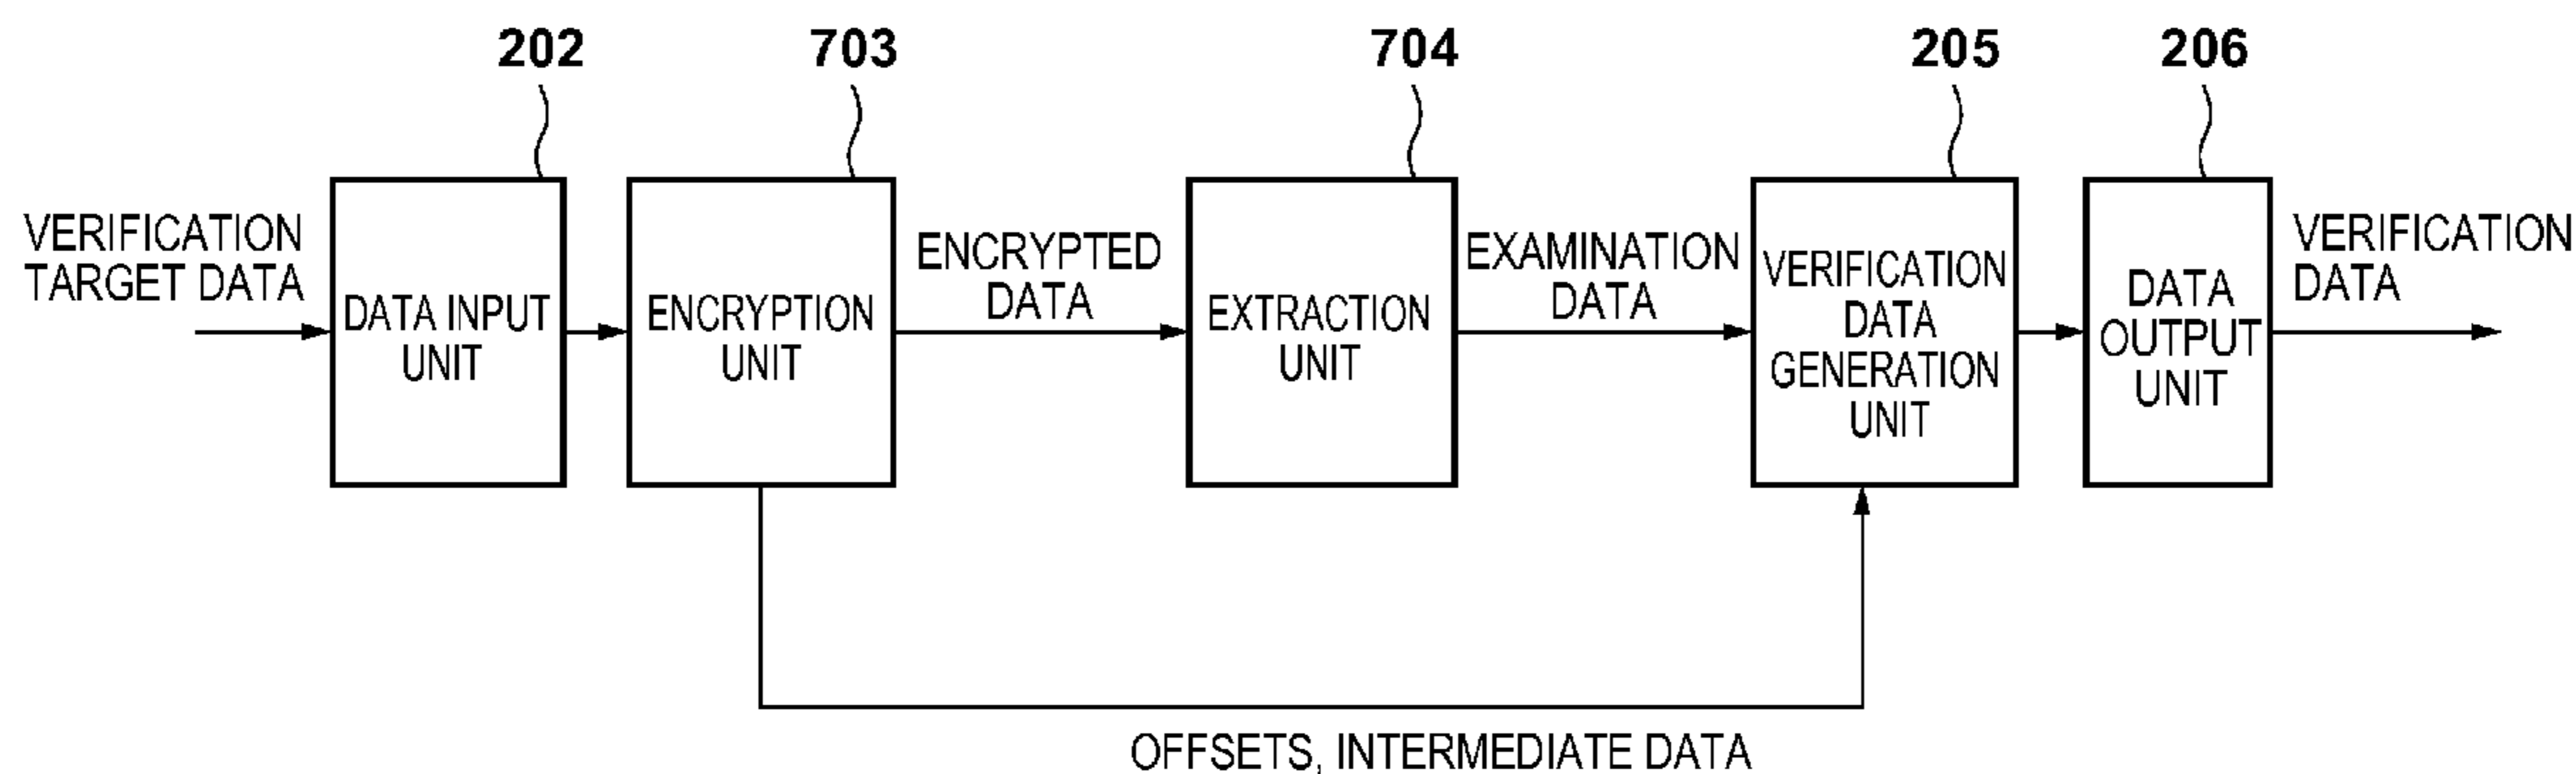 202
703
704
205
206
VERIFICATION
TARGET DATA
DATA INPUT
UNIT
ENCRYPTION
UNIT
ENCRYPTED
DATA
EXTRACTION
UNIT
EXAMINATION
DATA
VERIFICATION
DATA
GENERATION
UNIT
DATA
OUTPUT
UNIT
VERIFICATION
DATA
OFFSETS, INTERMEDIATE DATA